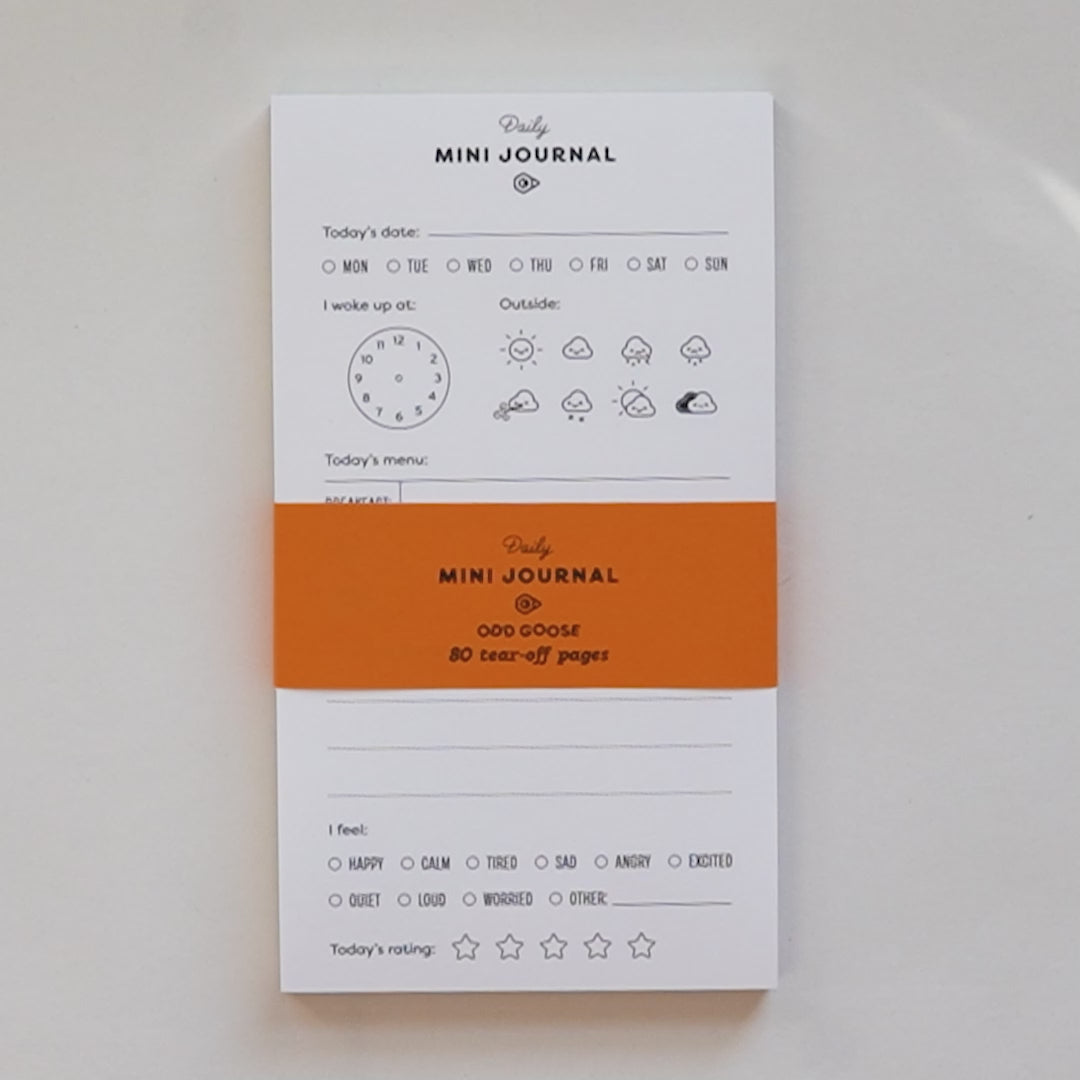 Daily
MINI JOURNAL
Today's date:
MON TUE WED THU FRI SAT SUN
I woke up at: Outside:
12 1 2 3 4 5 6 7 8 9 10 11
Today's menu:
BREAKFAST:
Daily
MINI JOURNAL
ODD GOOSE
80 tear-off pages
I feel:
HAPPY CALM TIRED SAD ANGRY EXCITED
QUIET LOUD WORRIED OTHER:
Today's rating: